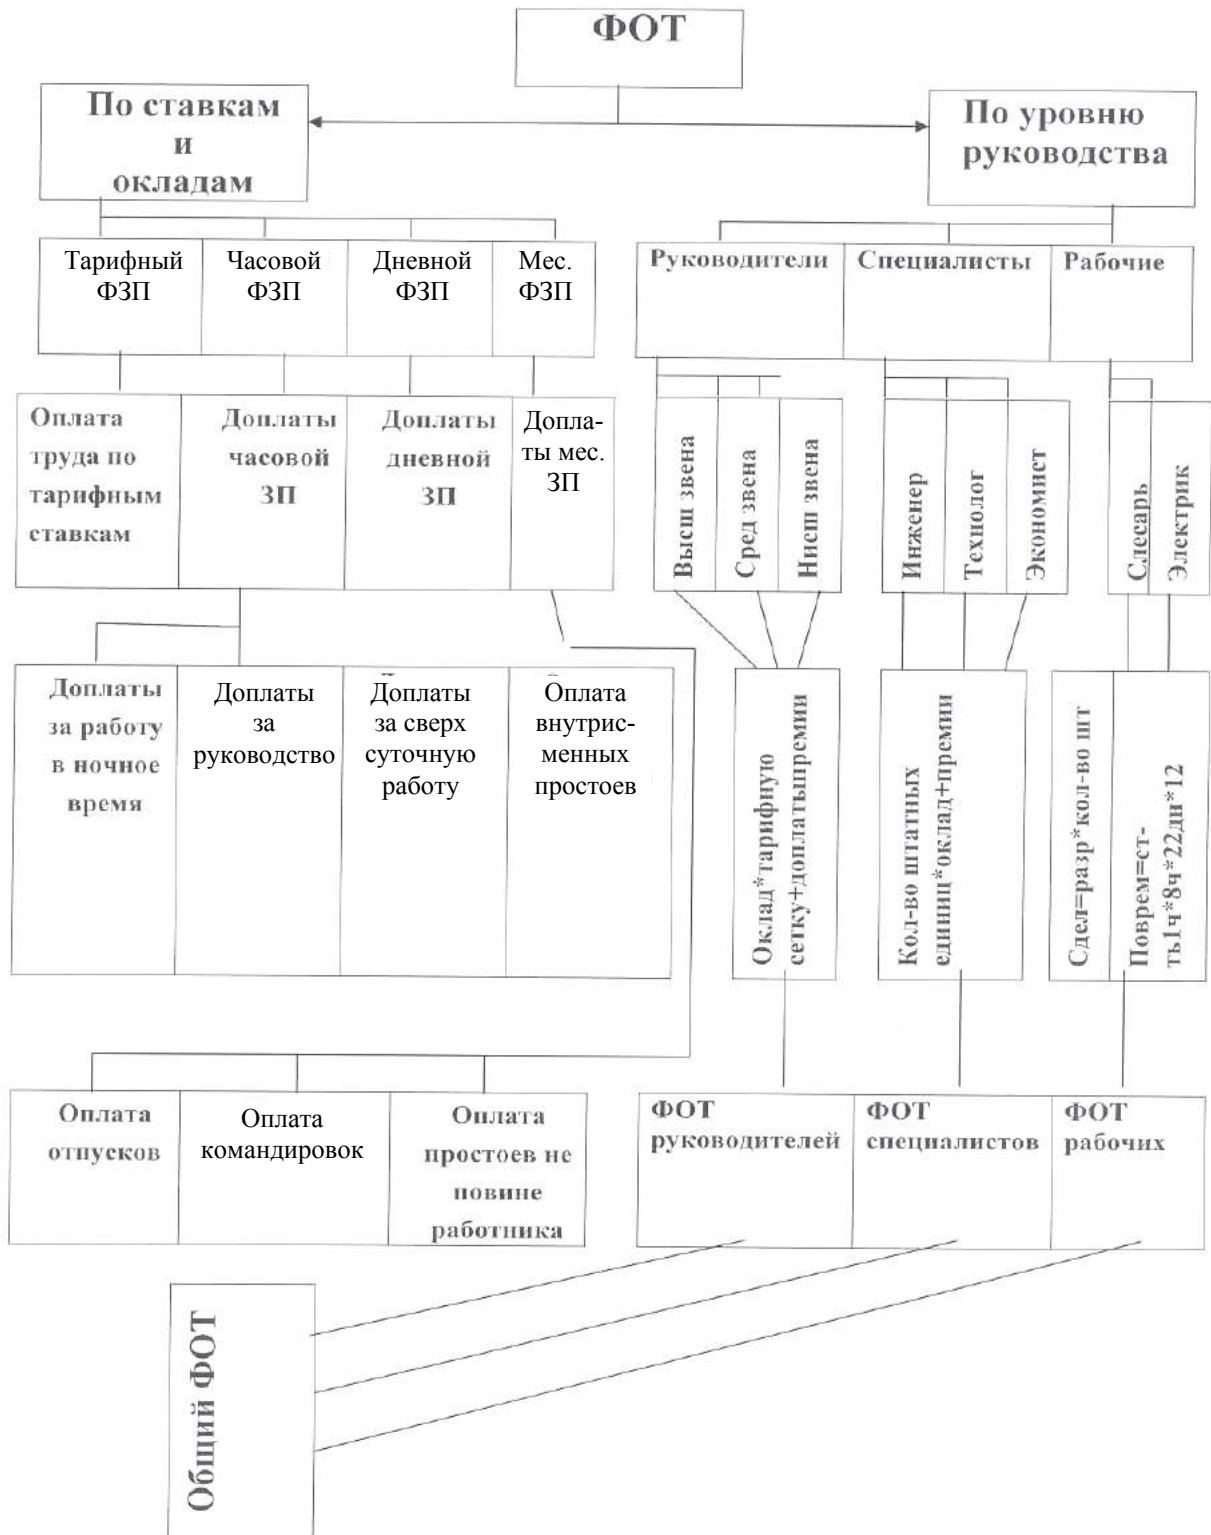 ФОТ
По ставкам
и
окладам
По уровню
руководства
Тарифный
ФЗП
Часовой
ФЗП
Дневной
ФЗП
Мес.
ФЗП
Руководители
Специалисты
Рабочие
Оплата
труда по
тарифным
ставкам
Доплаты
часовой
ЗП
Доплаты
дневной
ЗП
Допла-
ты мес.
ЗП
Высш звена
Сред звена
Нисш звена
Инженер
Технолог
Экономист
Слесарь
Электрик
Доплаты
за работу
в ночное
время
Доплаты
за
руководство
Доплаты
за сверх
суточную
работу
Оплата
внутрис-
менных
простоев
Оклад*тарифную
сетку+доплатыпремии
Кол-во штатных
единиц*оклад+премии
Сдел=разр*кол-во шт
Поврем=ст-
ть1ч*8ч*22дн*12
Оплата
отпусков
Оплата
командировок
Оплата
простоев не
повине
работника
ФОТ
руководителей
ФОТ
специалистов
ФОТ
рабочих
Общий ФОТ